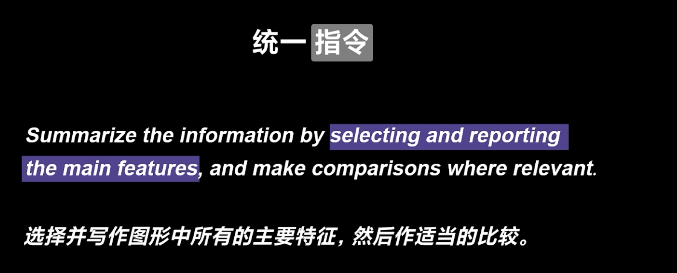 统一指令
Summarize the information by selecting and reporting
the main features, and make comparisons where relevant.
选择并写作图形中所有的主要特征，然后作适当的比较。